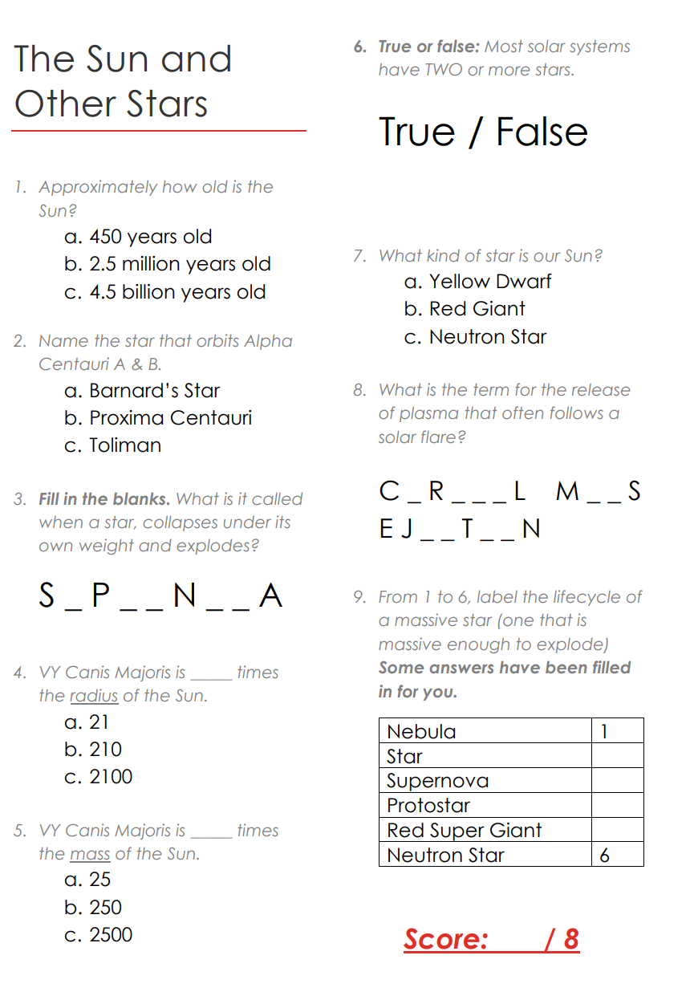 The Sun and
Other Stars
1. Approximately how old is the
Sun?
a. 450 years old
b. 2.5 million years old
c. 4.5 billion years old
2. Name the star that orbits Alpha
Centauri A & B.
a. Barnard’s Star
b. Proxima Centauri
c. Toliman
3. Fill in the blanks. What is it called
when a star, collapses under its
own weight and explodes?
S _ P _ _ N _ _ A
4. VY Canis Majoris is _____ times
the radius of the Sun.
a. 21
b. 210
c. 2100
5. VY Canis Majoris is _____ times
the mass of the Sun.
a. 25
b. 250
c. 2500
6. True or false: Most solar systems
have TWO or more stars.
True / False
7. What kind of star is our Sun?
a. Yellow Dwarf
b. Red Giant
c. Neutron Star
8. What is the term for the release
of plasma that often follows a
solar flare?
C _ R _ _ _ L M _ _ S
E J _ _ T _ _ N
9. From 1 to 6, label the lifecycle of
a massive star (one that is
massive enough to explode)
Some answers have been filled
in for you.
Nebula 1
Star
Supernova
Protostar
Red Super Giant
Neutron Star 6
Score: / 8